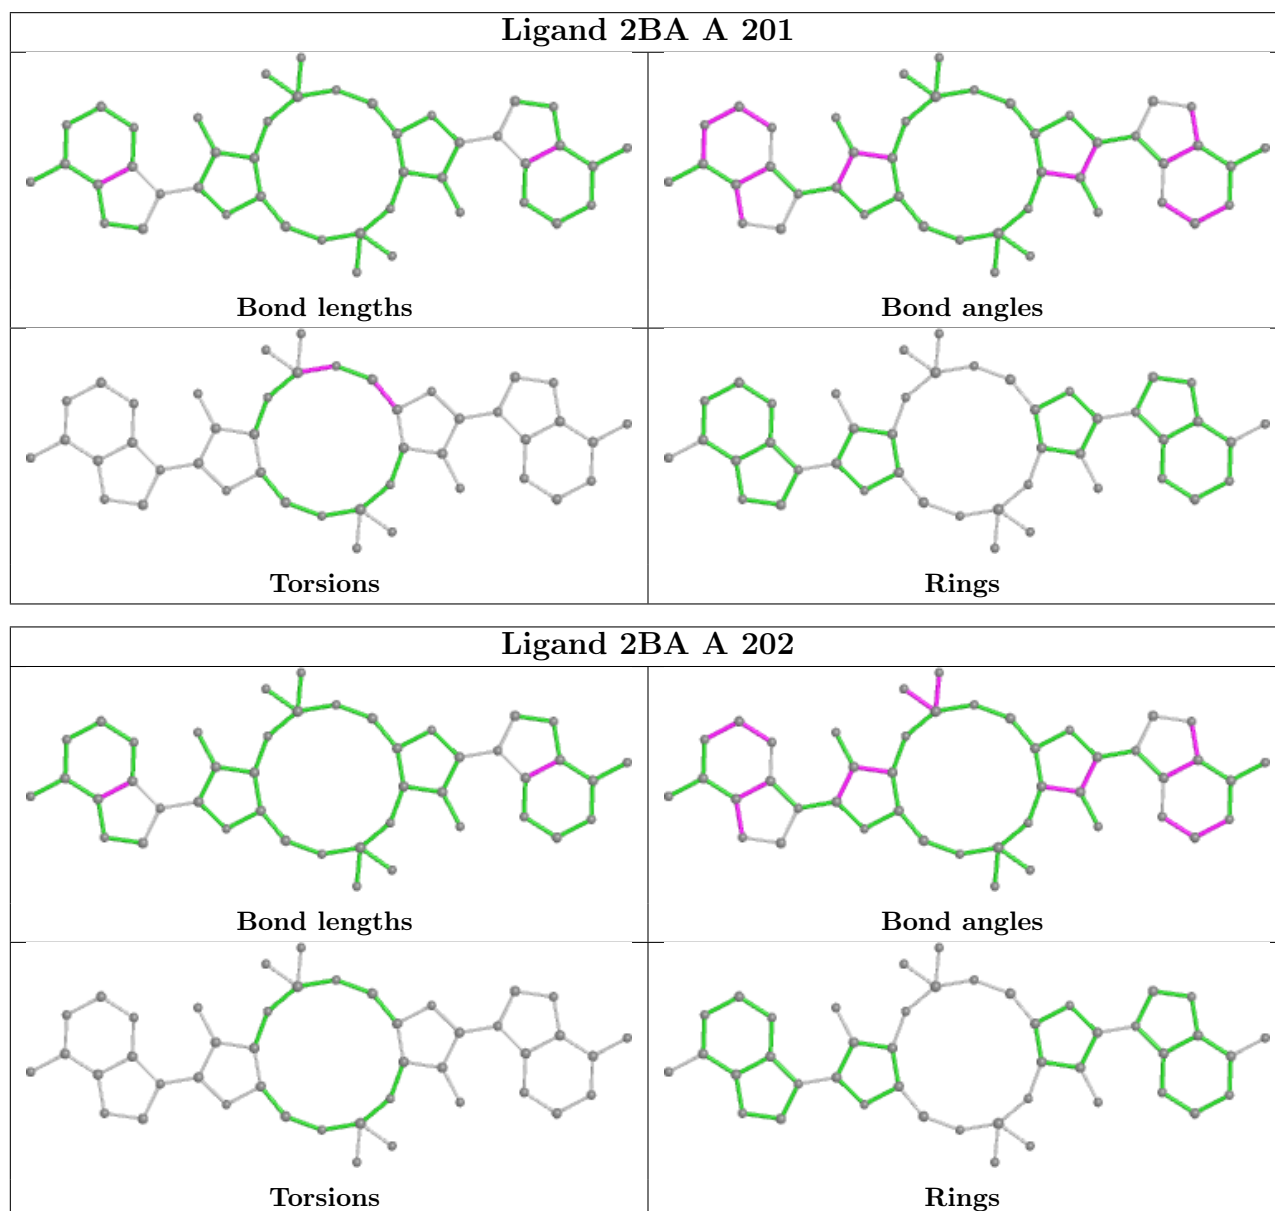 Ligand 2BA A 201
Bond lengths
Bond angles
Torsions
Rings
Ligand 2BA A 202
Bond lengths
Bond angles
Torsions
Rings